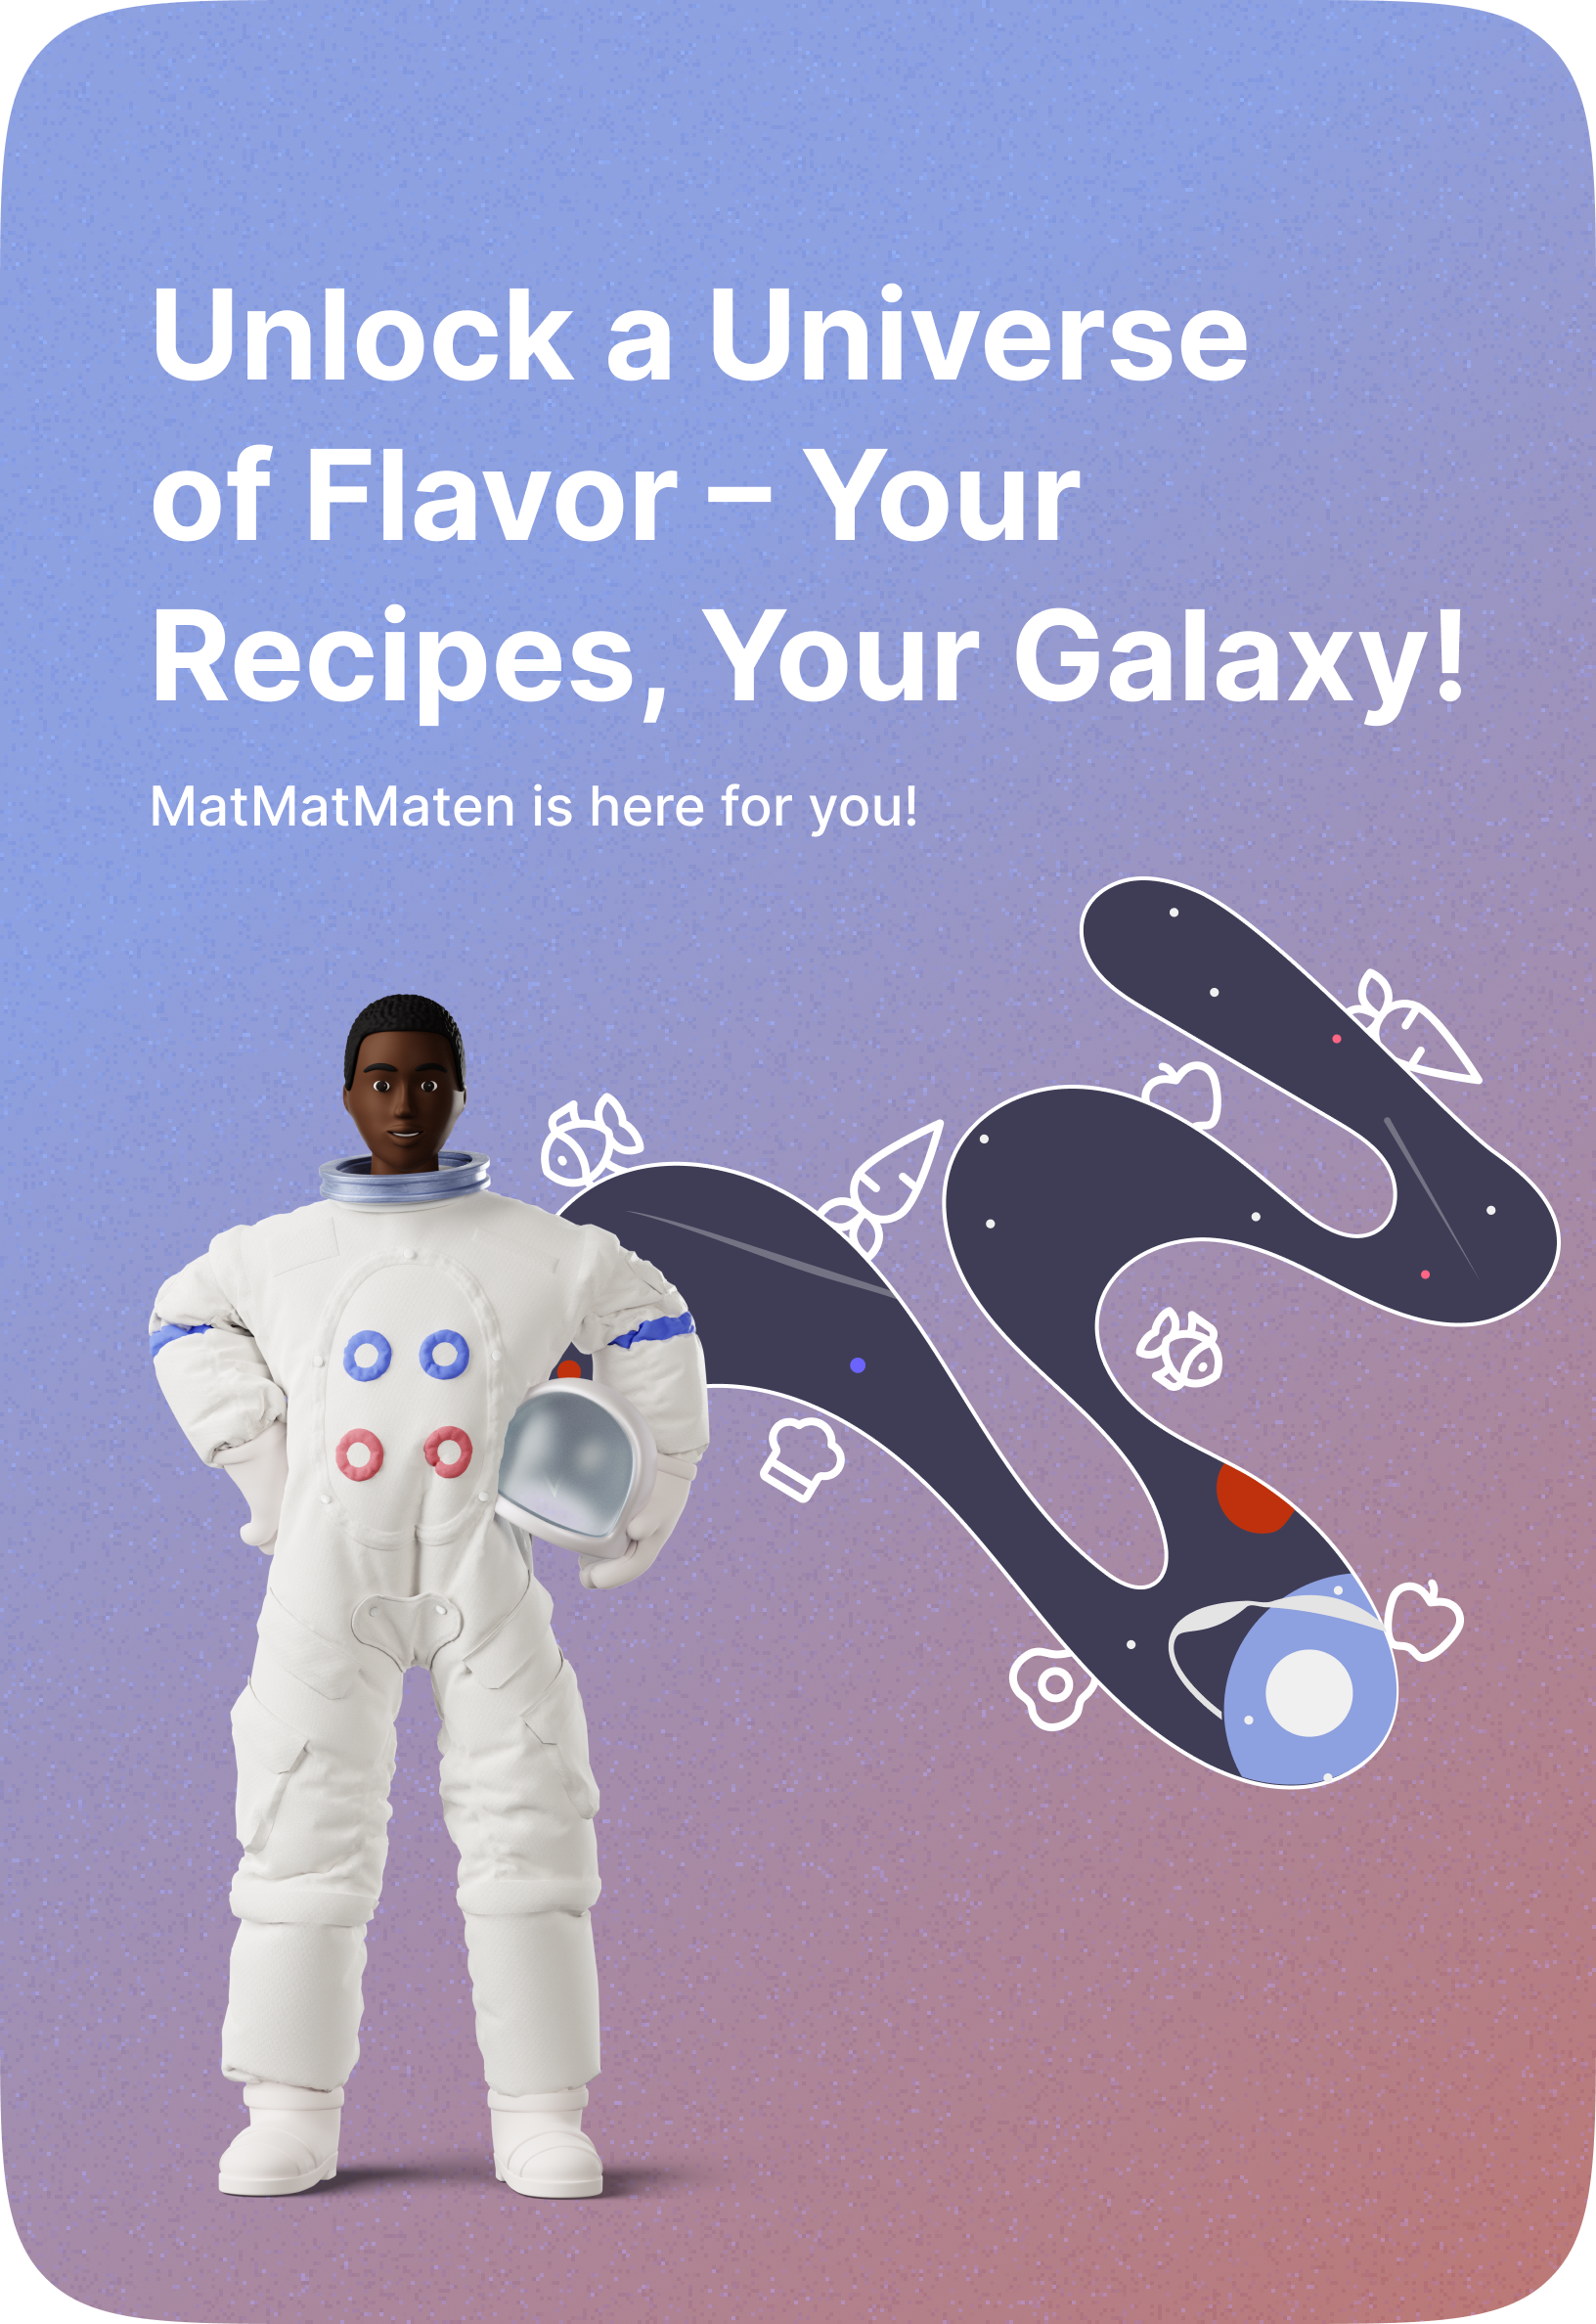 Unlock a Universe
of Flavor – Your
Recipes, Your Galaxy!
MatMatMaten is here for you!